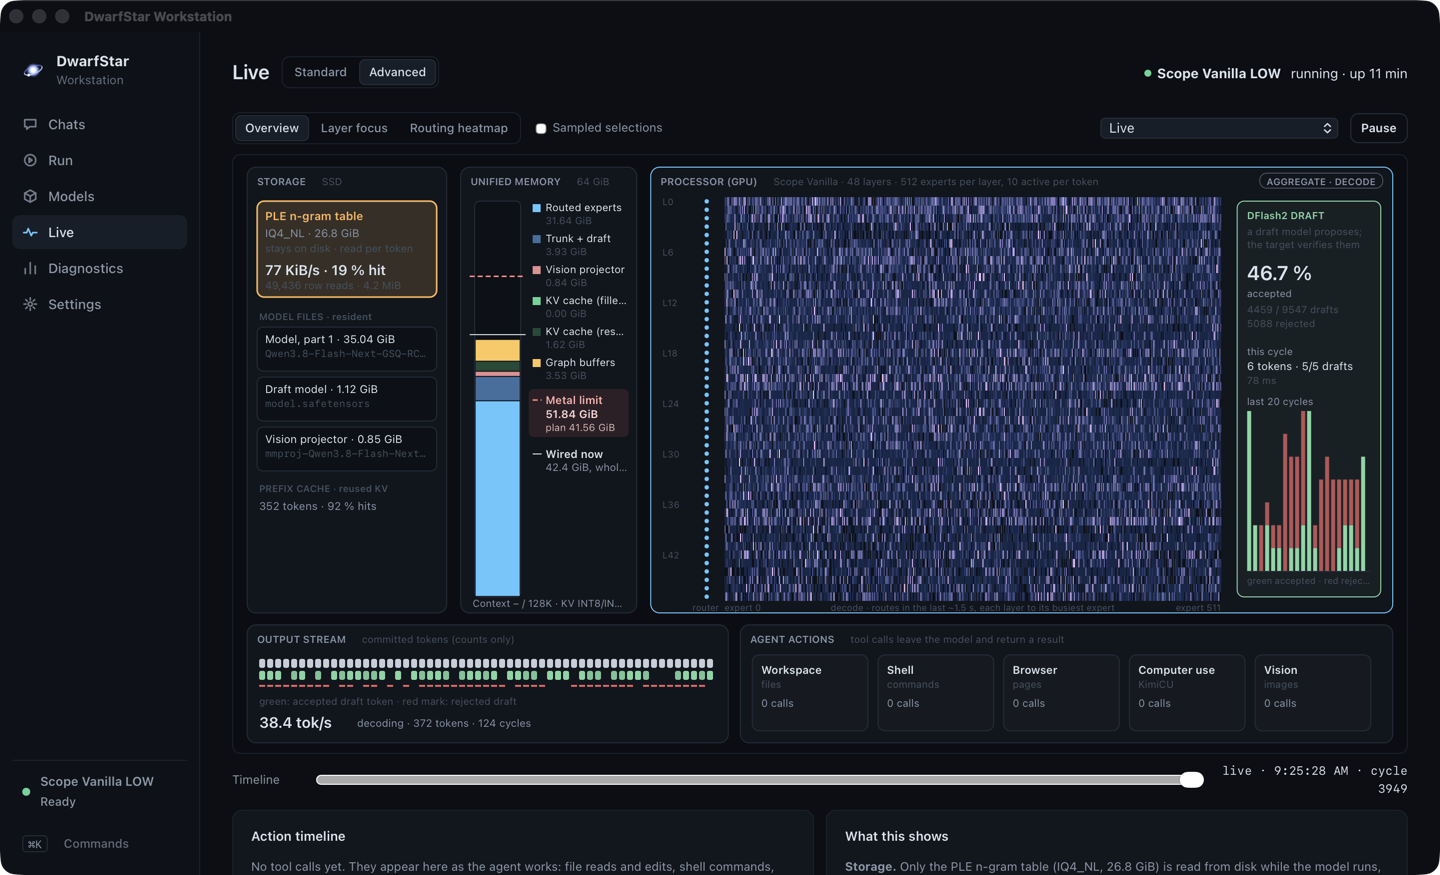 DwarfStar Workstation
DwarfStar
Workstation
Chats
Run
Models
Live
Diagnostics
Settings
Scope Vanilla LOW
Ready
⌘K Commands
Live Standard Advanced
Scope Vanilla LOW running · up 11 min
Overview Layer focus Routing heatmap Sampled selections
Live Pause
STORAGE SSD
PLE n-gram table
IQ4_NL · 26.8 GiB
stays on disk · read per token
77 KiB/s · 19 % hit
49,436 row reads · 4.2 MiB
MODEL FILES · resident
Model, part 1 · 35.04 GiB
Qwen3.8-Flash-Next-GSQ-RC…
Draft model · 1.12 GiB
model.safetensors
Vision projector · 0.85 GiB
mmproj-Qwen3.8-Flash-Next…
PREFIX CACHE · reused KV
352 tokens · 92 % hits
UNIFIED MEMORY 64 GiB
Routed experts
31.64 GiB
Trunk + draft
3.93 GiB
Vision projector
0.84 GiB
KV cache (fille…
0.00 GiB
KV cache (res…
1.62 GiB
Graph buffers
3.53 GiB
Metal limit
51.84 GiB
plan 41.56 GiB
Wired now
42.4 GiB, whol…
Context – / 128K · KV INT8/IN…
PROCESSOR (GPU) Scope Vanilla · 48 layers · 512 experts per layer, 10 active per token
AGGREGATE · DECODE
L0
L6
L12
L18
L24
L30
L36
L42
router expert 0 decode · routes in the last ~1.5 s, each layer to its busiest expert expert 511
DFlash2 DRAFT
a draft model proposes;
the target verifies them
46.7 %
accepted
4459 / 9547 drafts
5088 rejected
this cycle
6 tokens · 5/5 drafts
78 ms
last 20 cycles
green accepted · red rejec…
OUTPUT STREAM committed tokens (counts only)
green: accepted draft token · red mark: rejected draft
38.4 tok/s decoding · 372 tokens · 124 cycles
AGENT ACTIONS tool calls leave the model and return a result
Workspace
files
0 calls
Shell
commands
0 calls
Browser
pages
0 calls
Computer use
KimiCU
0 calls
Vision
images
0 calls
Timeline
live · 9:25:28 AM · cycle
3949
Action timeline
No tool calls yet. They appear here as the agent works: file reads and edits, shell commands,
What this shows
Storage. Only the PLE n-gram table (IQ4_NL, 26.8 GiB) is read from disk while the model runs,